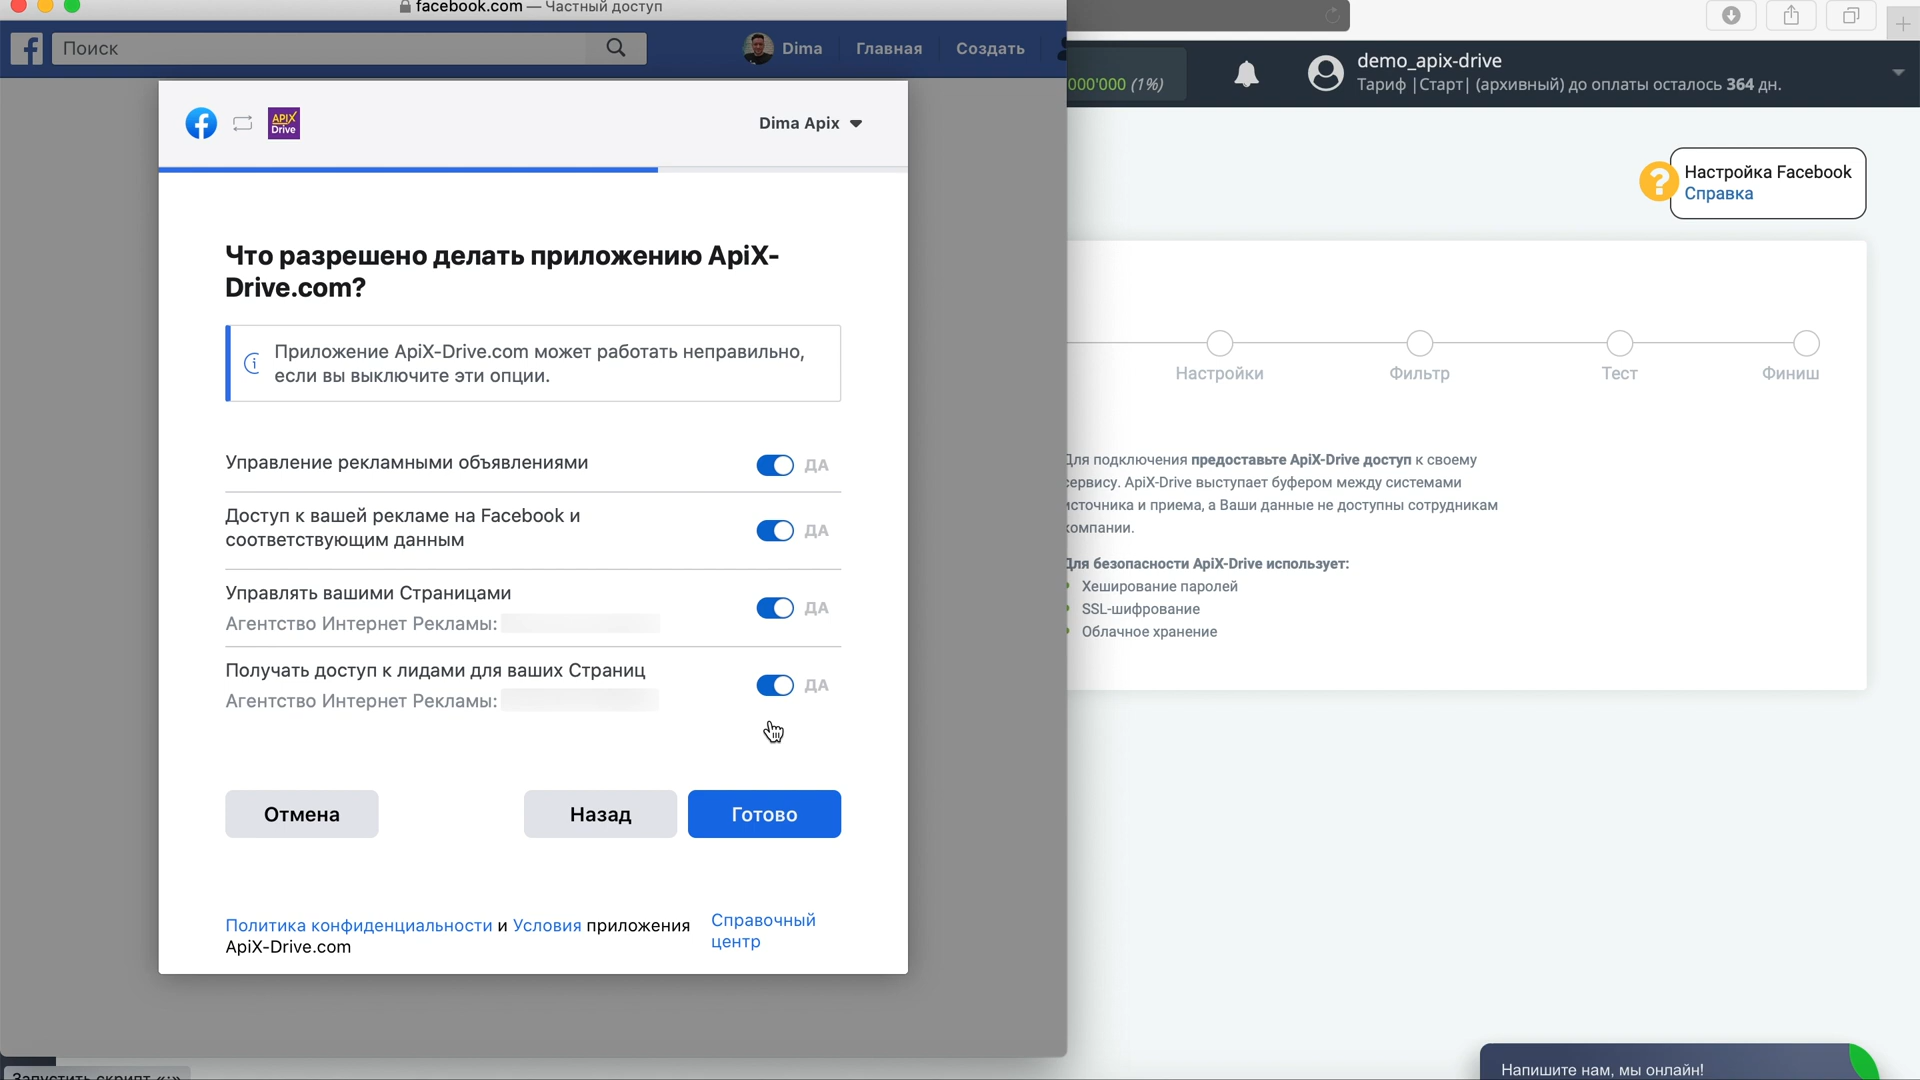 facebook.com — Частный доступ
Поиск
Dima
Главная
Создать
000'000 (1%)
demo_apix-drive
Тариф |Старт| (архивный) до оплаты осталось 364 дн.
APIX
Drive
Dima Apix
Настройка Facebook
Справка
Что разрешено делать приложению ApiX-
Drive.com?
Приложение ApiX-Drive.com может работать неправильно,
если вы выключите эти опции.
Настройки
Фильтр
Тест
Финиш
Управление рекламными объявлениями
ДА
Доступ к вашей рекламе на Facebook и
соответствующим данным
ДА
Управлять вашими Страницами
Агентство Интернет Рекламы:
ДА
Получать доступ к лидами для ваших Страниц
Агентство Интернет Рекламы:
ДА
Для подключения предоставьте ApiX-Drive доступ к своему
сервису. ApiX-Drive выступает буфером между системами
источника и приема, а Ваши данные не доступны сотрудникам
компании.
Для безопасности ApiX-Drive использует:
Хеширование паролей
SSL-шифрование
Облачное хранение
Отмена
Назад
Готово
Политика конфиденциальности и Условия приложения
ApiX-Drive.com
Справочный
центр
Запустить скрипт «;»
Напишите нам, мы онлайн!